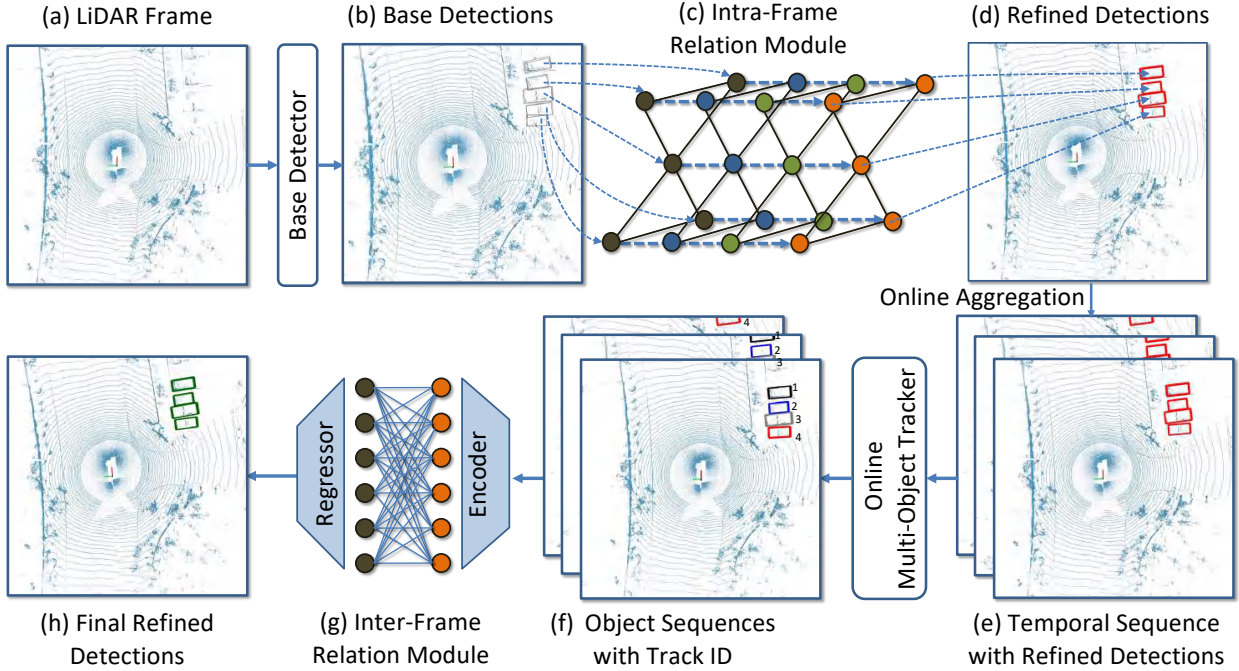 (a) LiDAR Frame
(b) Base Detections
(c) Intra-Frame
Relation Module
(d) Refined Detections
Base Detector
Online Aggregation
4
1
2
3
1
2
3
4
Regressor
Encoder
Online
Multi-Object Tracker
(h) Final Refined
Detections
(g) Inter-Frame
Relation Module
(f) Object Sequences
with Track ID
(e) Temporal Sequence
with Refined Detections